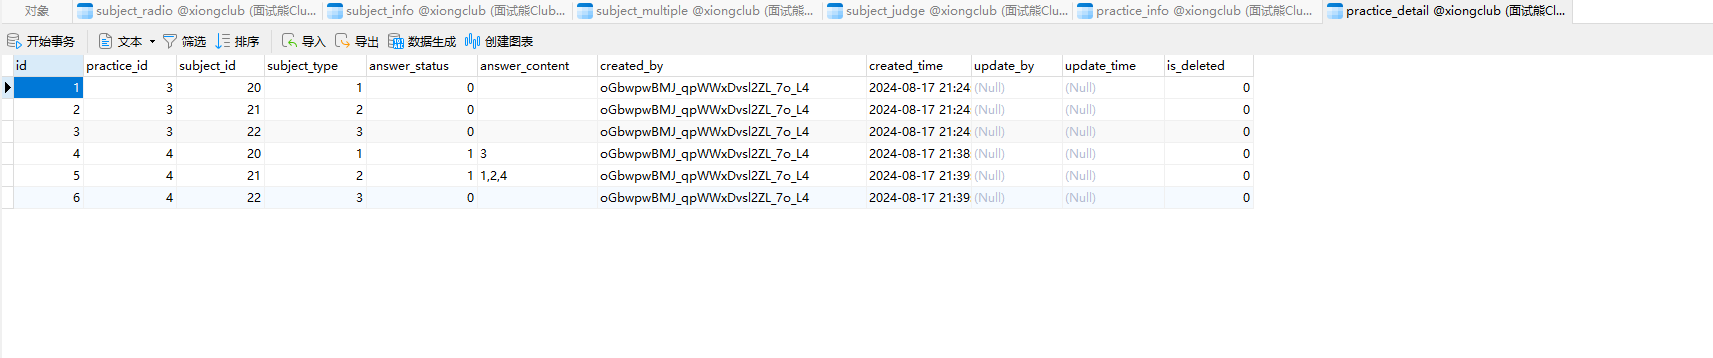 对象 subject_radio @xiongclub (面试熊Clu... subject_info @xiongclub (面试熊Club... subject_multiple @xiongclub (面试熊... subject_judge @xiongclub (面试熊Clu... practice_info @xiongclub (面试熊Clu... practice_detail @xiongclub (面试熊Cl...
开始事务 文本 筛选 排序 导入 导出 数据生成 创建图表
id practice_id subject_id subject_type answer_status answer_content created_by created_time update_by update_time is_deleted
1 3 20 1 0 oGbwpwBMJ_qpWWxDvsl2ZL_7o_L4 2024-08-17 21:24 (Null) (Null) 0
2 3 21 2 0 oGbwpwBMJ_qpWWxDvsl2ZL_7o_L4 2024-08-17 21:24 (Null) (Null) 0
3 3 22 3 0 oGbwpwBMJ_qpWWxDvsl2ZL_7o_L4 2024-08-17 21:24 (Null) (Null) 0
4 4 20 1 1 3 oGbwpwBMJ_qpWWxDvsl2ZL_7o_L4 2024-08-17 21:38 (Null) (Null) 0
5 4 21 2 1 1,2,4 oGbwpwBMJ_qpWWxDvsl2ZL_7o_L4 2024-08-17 21:39 (Null) (Null) 0
6 4 22 3 0 oGbwpwBMJ_qpWWxDvsl2ZL_7o_L4 2024-08-17 21:39 (Null) (Null) 0